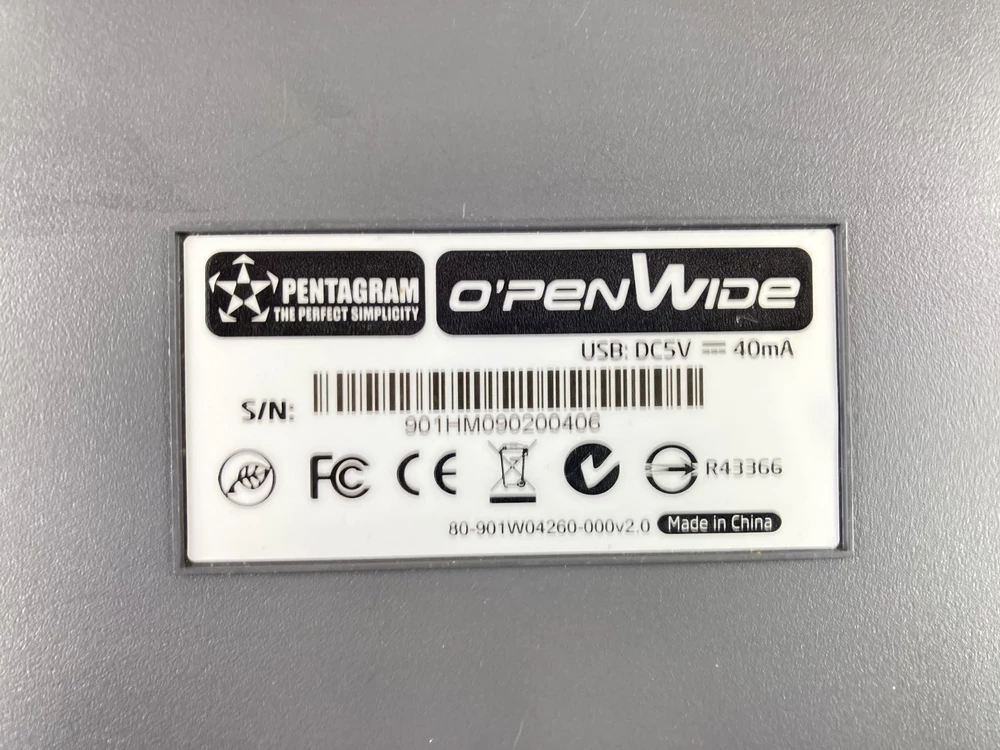 PENTAGRAM
THE PERFECT SIMPLICITY
O'PENWIDE
USB: DC5V ⎓ 40mA
S/N:
901HM090200406
FC CE R43366
80-901W04260-000v2.0 Made in China